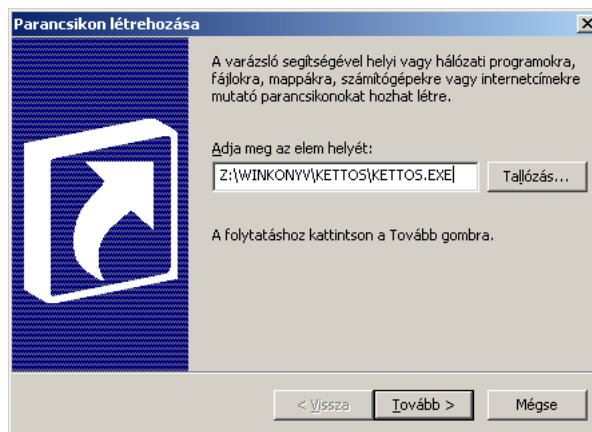 Parancsikon létrehozása
A varázsló segítségével helyi vagy hálózati programokra,
fájlokra, mappákra, számítógépekre vagy internetcímekre
mutató parancsikonokat hozhat létre.
Adja meg az elem helyét:
Z:\WINKONYV\KETTOS\KETTOS.EXE
Tallózás...
A folytatáshoz kattintson a Tovább gombra.
< Vissza
Tovább >
Mégse